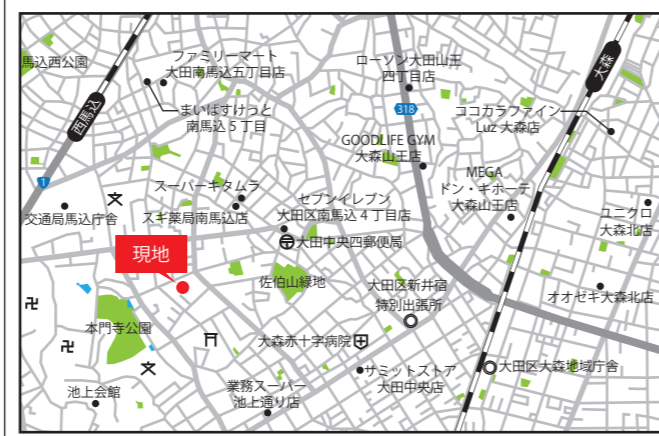 馬込西公園
ファミリーマート
大田南馬込五丁目店
ローソン大田山王
四丁目店
大森
西馬込
まいばすけっと
南馬込５丁目
318
ココカラファイン
Luz 大森店
GOODLIFE GYM
大森山王店
MEGA
ドン・キホーテ
大森山王店
1
スーパーキタムラ
スギ薬局南馬込店
セブンイレブン
大田区南馬込４丁目店
ユニクロ
大森北店
交通局馬込庁舎
文
大田中央四郵便局
現地
佐伯山緑地
大田区新井宿
特別出張所
オオゼキ大森北店
卍
卍
本門寺公園
大森赤十字病院
文
サミットストア
大田中央店
大田区大森地域庁舎
池上会館
業務スーパー
池上通り店